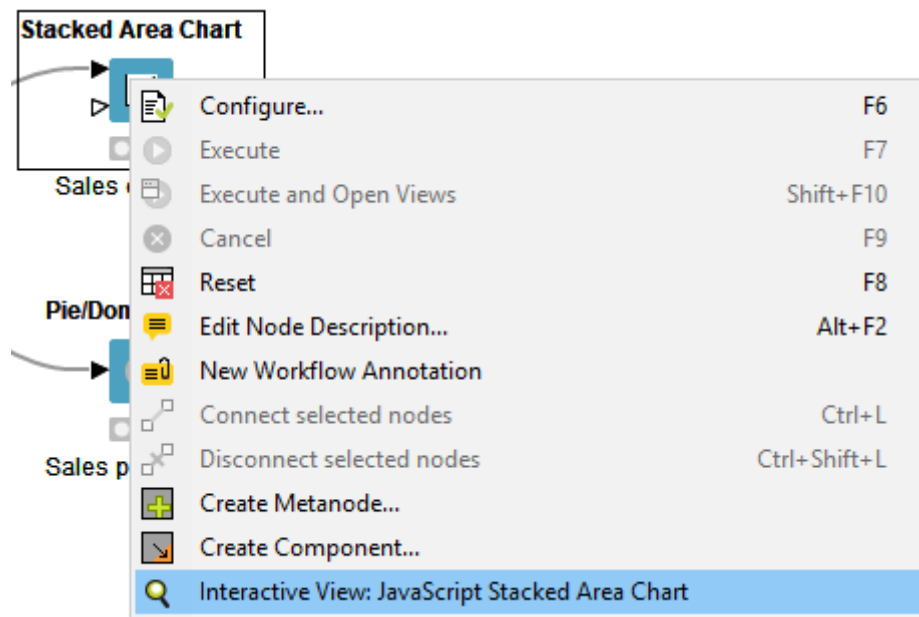 Stacked Area Chart
Configure... F6
Execute F7
Sales
Execute and Open Views Shift+F10
Cancel F9
Reset F8
Pie/Don
Edit Node Description... Alt+F2
New Workflow Annotation
Connect selected nodes Ctrl+L
Sales p
Disconnect selected nodes Ctrl+Shift+L
Create Metanode...
Create Component...
Interactive View: JavaScript Stacked Area Chart